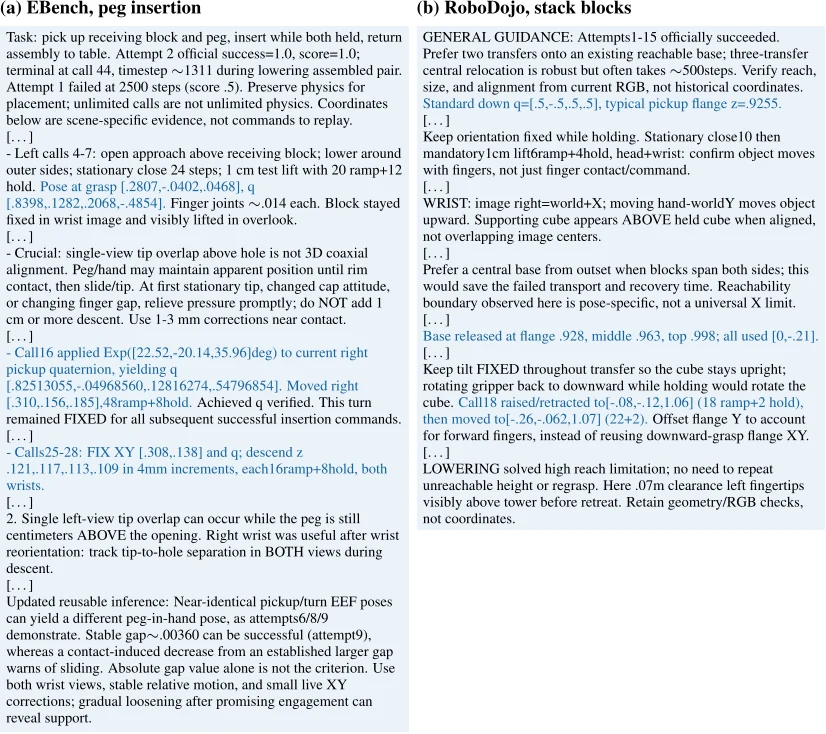 (a) EBench, peg insertion
Task: pick up receiving block and peg, insert while both held, return
assembly to table. Attempt 2 official success=1.0, score=1.0;
terminal at call 44, timestep ∼1311 during lowering assembled pair.
Attempt 1 failed at 2500 steps (score .5). Preserve physics for
placement; unlimited calls are not unlimited physics. Coordinates
below are scene-specific evidence, not commands to replay.
[...]
- Left calls 4-7: open approach above receiving block; lower around
outer sides; stationary close 24 steps; 1 cm test lift with 20 ramp+12
hold. Pose at grasp [.2807,-.0402,.0468], q
[.8398,.1282,.2068,-.4854]. Finger joints ∼.014 each. Block stayed
fixed in wrist image and visibly lifted in overlook.
[...]
- Crucial: single-view tip overlap above hole is not 3D coaxial
alignment. Peg/hand may maintain apparent position until rim
contact, then slide/tip. At first stationary tip, changed cap attitude,
or changing finger gap, relieve pressure promptly; do NOT add 1
cm or more descent. Use 1-3 mm corrections near contact.
[...]
- Call16 applied Exp([22.52,-20.14,35.96]deg) to current right
pickup quaternion, yielding q
[.82513055,-.04968560,.12816274,.54796854]. Moved right
[.310,.156,.185],48ramp+8hold. Achieved q verified. This turn
remained FIXED for all subsequent successful insertion commands.
[...]
- Calls25-28: FIX XY [.308,.138] and q; descend z
.121,.117,.113,.109 in 4mm increments, each16ramp+8hold, both
wrists.
[...]
2. Single left-view tip overlap can occur while the peg is still
centimeters ABOVE the opening. Right wrist was useful after wrist
reorientation: track tip-to-hole separation in BOTH views during
descent.
[...]
Updated reusable inference: Near-identical pickup/turn EEF poses
can yield a different peg-in-hand pose, as attempts6/8/9
demonstrate. Stable gap∼.00360 can be successful (attempt9),
whereas a contact-induced decrease from an established larger gap
warns of sliding. Absolute gap value alone is not the criterion. Use
both wrist views, stable relative motion, and small live XY
corrections; gradual loosening after promising engagement can
reveal support.
(b) RoboDojo, stack blocks
GENERAL GUIDANCE: Attempts1-15 officially succeeded.
Prefer two transfers onto an existing reachable base; three-transfer
central relocation is robust but often takes ∼500steps. Verify reach,
size, and alignment from current RGB, not historical coordinates.
Standard down q=[.5,-.5,.5,.5], typical pickup flange z=.9255.
[...]
Keep orientation fixed while holding. Stationary close10 then
mandatory1cm lift6ramp+4hold, head+wrist: confirm object moves
with fingers, not just finger contact/command.
[...]
WRIST: image right=world+X; moving hand-worldY moves object
upward. Supporting cube appears ABOVE held cube when aligned,
not overlapping image centers.
[...]
Prefer a central base from outset when blocks span both sides; this
would save the failed transport and recovery time. Reachability
boundary observed here is pose-specific, not a universal X limit.
[...]
Base released at flange .928, middle .963, top .998; all used [0,-.21].
[...]
Keep tilt FIXED throughout transfer so the cube stays upright;
rotating gripper back to downward while holding would rotate the
cube. Call18 raised/retracted to[-.08,-.12,1.06] (18 ramp+2 hold),
then moved to[-.26,-.062,1.07] (22+2). Offset flange Y to account
for forward fingers, instead of reusing downward-grasp flange XY.
[...]
LOWERING solved high reach limitation; no need to repeat
unreachable height or regrasp. Here .07m clearance left fingertips
visibly above tower before retreat. Retain geometry/RGB checks,
not coordinates.